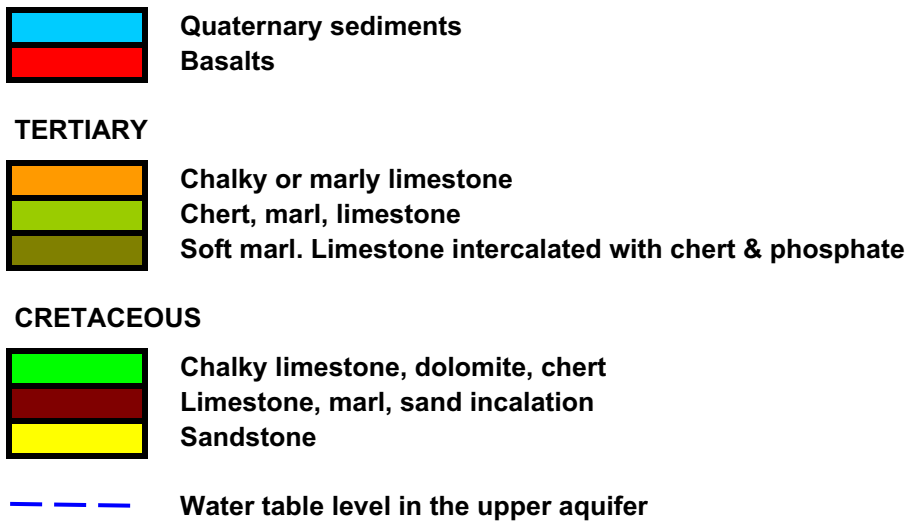 Quaternary sediments
Basalts
TERTIARY
Chalky or marly limestone
Chert, marl, limestone
Soft marl. Limestone intercalated with chert & phosphate
CRETACEOUS
Chalky limestone, dolomite, chert
Limestone, marl, sand incalation
Sandstone
Water table level in the upper aquifer